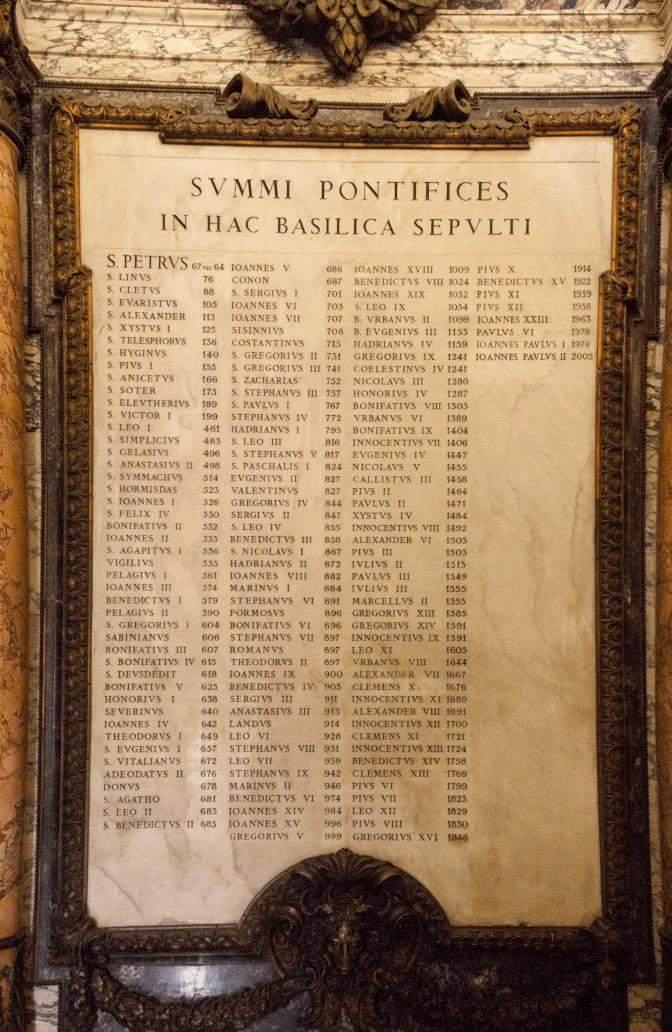 SVMMI PONTIFICES
IN HAC BASILICA SEPVLTI
S. PETRVS 67 VEL 64
S. LINVS 76
S. CLETVS 88
S. EVARISTVS 105
S. ALEXANDER 115
S. XYSTVS I 125
S. TELESPHORVS 136
S. HYGINVS 140
S. PIVS I 155
S. ANICETVS 166
S. SOTER 175
S. ELEVTHERIVS 189
S. VICTOR I 199
S. LEO I 461
S. SIMPLICIVS 483
S. GELASIVS 496
S. ANASTASIVS II 498
S. SYMMACHVS 514
S. HORMISDAS 523
S. IOANNES I 526
S. FELIX IV 530
BONIFATIVS II 532
IOANNES II 535
S. AGAPITVS I 536
VIGILIVS 555
PELAGIVS I 561
IOANNES III 574
BENEDICTVS I 579
PELAGIVS II 590
S. GREGORIVS I 604
SABINIANVS 606
BONIFATIVS III 607
S. BONIFATIVS IV 615
S. DEVSDEDIT 618
BONIFATIVS V 625
HONORIVS I 638
SEVERINVS 640
IOANNES IV 642
THEODORVS I 649
S. EVGENIVS I 657
S. VITALIANVS 672
ADEODATVS II 676
DONVS 678
S. AGATHO 681
S. LEO II 683
S. BENEDICTVS II 685
IOANNES V 686
CONON 687
S. SERGIVS I 701
IOANNES VI 705
IOANNES VII 707
SISINNIVS 708
COSTANTINVS 715
S. GREGORIVS II 731
S. GREGORIVS III 741
S. ZACHARIAS 752
S. STEPHANVS III 757
S. PAVLVS I 767
STEPHANVS IV 772
HADRIANVS I 795
S. LEO III 816
S. STEPHANVS V 817
S. PASCHALIS I 824
EVGENIVS II 827
VALENTINVS 827
GREGORIVS IV 844
SERGIVS II 847
S. LEO IV 855
BENEDICTVS III 858
S. NICOLAVS I 867
HADRIANVS II 872
IOANNES VIII 882
MARINVS I 884
STEPHANVS VI 891
FORMOSVS 896
BONIFATIVS VI 896
STEPHANVS VII 897
ROMANVS 897
THEODORVS II 897
IOANNES IX 900
BENEDICTVS IV 903
SERGIVS III 911
ANASTASIVS III 913
LANDVS 914
LEO VI 928
STEPHANVS VIII 931
LEO VII 939
STEPHANVS IX 942
MARINVS II 946
BENEDICTVS VI 974
IOANNES XIV 984
IOANNES XV 996
GREGORIVS V 999
IOANNES XVIII 1009
BENEDICTVS VIII 1024
IOANNES XIX 1032
S. LEO IX 1054
B. VRBANVS II 1099
B. EVGENIVS III 1153
HADRIANVS IV 1159
GREGORIVS IX 1241
COELESTINVS IV 1241
NICOLAVS III 1280
HONORIVS IV 1287
BONIFATIVS VIII 1303
VRBANVS VI 1389
BONIFATIVS IX 1404
INNOCENTIVS VII 1406
EVGENIVS IV 1447
NICOLAVS V 1455
CALLISTVS III 1458
PIVS II 1464
PAVLVS II 1471
XYSTVS IV 1484
INNOCENTIVS VIII 1492
ALEXANDER VI 1503
PIVS III 1503
IVLIVS II 1513
PAVLVS III 1549
IVLIVS III 1555
MARCELLVS II 1555
GREGORIVS XIII 1585
GREGORIVS XIV 1591
INNOCENTIVS IX 1591
LEO XI 1605
VRBANVS VIII 1644
ALEXANDER VII 1667
CLEMENS X 1676
INNOCENTIVS XI 1689
ALEXANDER VIII 1691
INNOCENTIVS XII 1700
CLEMENS XI 1721
INNOCENTIVS XIII 1724
BENEDICTVS XIV 1758
CLEMENS XIII 1769
PIVS VI 1799
PIVS VII 1823
LEO XII 1829
PIVS VIII 1830
GREGORIVS XVI 1846
PIVS X 1914
BENEDICTVS XV 1922
PIVS XI 1939
PIVS XII 1958
IOANNES XXIII 1963
PAVLVS VI 1978
IOANNES PAVLVS I 1978
IOANNES PAVLVS II 2005